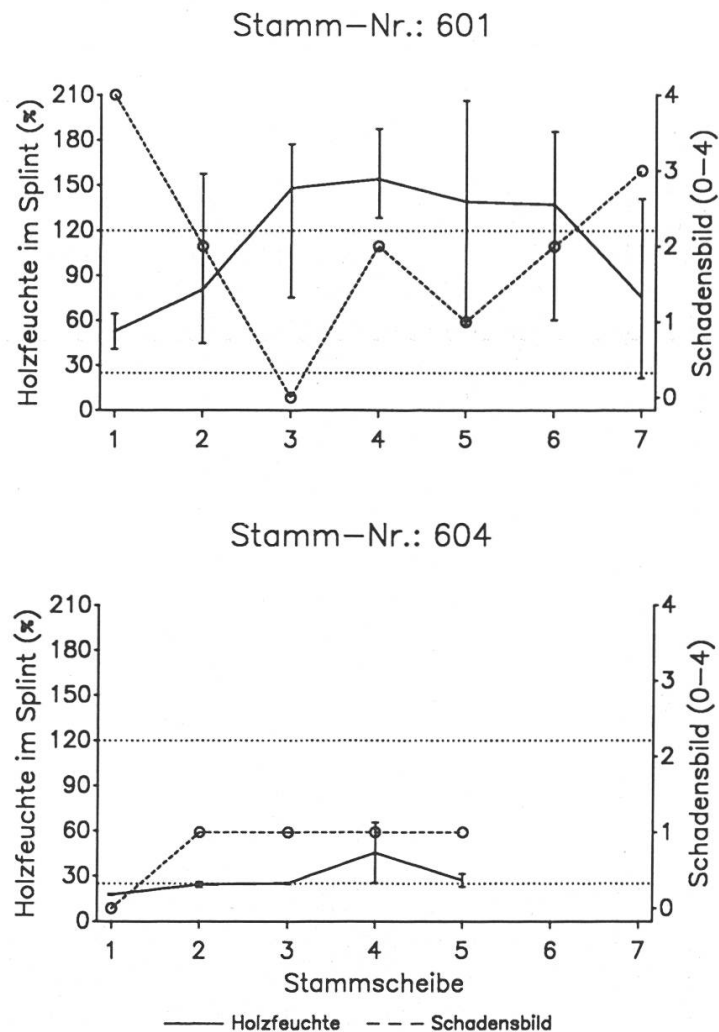 Stamm-Nr.: 601
Holzfeuchte im Splint (%)
210
180
150
120
90
60
30
0
Schadensbild (0-4)
4
3
2
1
0
1 2 3 4 5 6 7
Stamm-Nr.: 604
Holzfeuchte im Splint (%)
210
180
150
120
90
60
30
0
Schadensbild (0-4)
4
3
2
1
0
1 2 3 4 5 6 7
Stammscheibe
Holzfeuchte Schadensbild